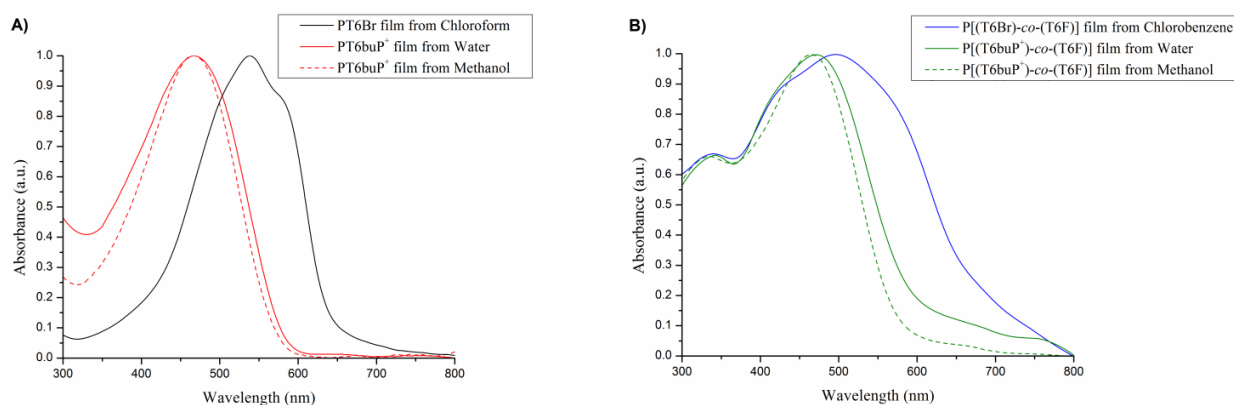 A)
PT6Br film from Chloroform
PT6buP+ film from Water
PT6buP+ film from Methanol
1.0
0.9
0.8
0.7
0.6
0.5
0.4
0.3
0.2
0.1
0.0
Absorbance (a.u.)
300 400 500 600 700 800
Wavelength (nm)
B)
P[(T6Br)-co-(T6F)] film from Chlorobenzene
P[(T6buP+)-co-(T6F)] film from Water
P[(T6buP+)-co-(T6F)] film from Methanol
1.0
0.9
0.8
0.7
0.6
0.5
0.4
0.3
0.2
0.1
0.0
Absorbance (a.u.)
300 400 500 600 700 800
Wavelength (nm)